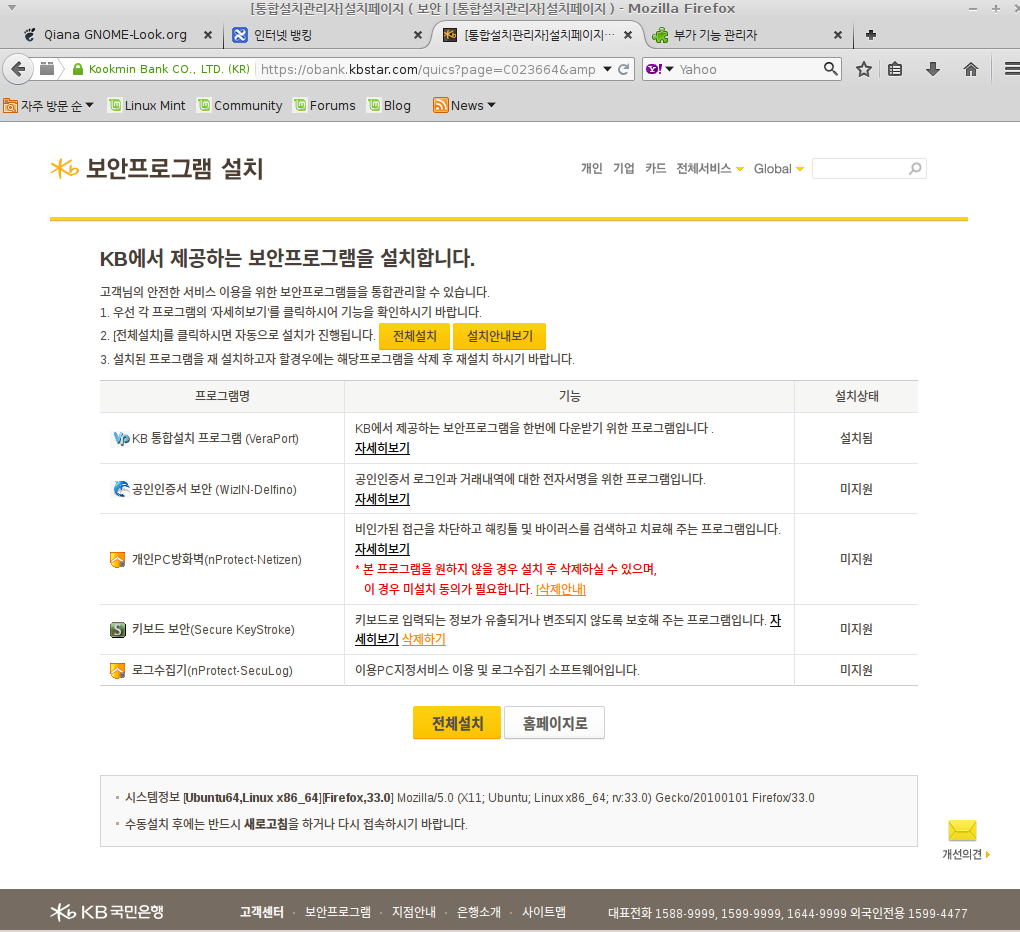 [통합설치관리자]설치페이지 ( 보안 | [통합설치관리자]설치페이지 ) - Mozilla Firefox
Qiana GNOME-Look.org
인터넷 뱅킹
[통합설치관리자]설치페이지···
부가 기능 관리자
Kookmin Bank CO., LTD. (KR)
https://obank.kbstar.com/quics?page=C023664&amp
Yahoo
자주 방문 순
Linux Mint
Community
Forums
Blog
News
보안프로그램 설치
개인 기업 카드 전체서비스 Global
KB에서 제공하는 보안프로그램을 설치합니다.
고객님의 안전한 서비스 이용을 위한 보안프로그램들을 통합관리할 수 있습니다.
1. 우선 각 프로그램의 '자세히보기'를 클릭하시어 기능을 확인하시기 바랍니다.
2. [전체설치]를 클릭하시면 자동으로 설치가 진행됩니다. 전체설치 설치안내보기
3. 설치된 프로그램을 재 설치하고자 할경우에는 해당프로그램을 삭제 후 재설치 하시기 바랍니다.
프로그램명 기능 설치상태
KB 통합설치 프로그램 (VeraPort)
KB에서 제공하는 보안프로그램을 한번에 다운받기 위한 프로그램입니다 .
자세히보기
설치됨
공인인증서 보안 (WizIN-Delfino)
공인인증서 로그인과 거래내역에 대한 전자서명을 위한 프로그램입니다.
자세히보기
미지원
개인PC방화벽(nProtect-Netizen)
비인가된 접근을 차단하고 해킹툴 및 바이러스를 검색하고 치료해 주는 프로그램입니다.
자세히보기
* 본 프로그램을 원하지 않을 경우 설치 후 삭제하실 수 있으며,
이 경우 미설치 동의가 필요합니다. [삭제안내]
미지원
키보드 보안(Secure KeyStroke)
키보드로 입력되는 정보가 유출되거나 변조되지 않도록 보호해 주는 프로그램입니다. 자
세히보기 삭제하기
미지원
로그수집기(nProtect-SecuLog)
이용PC지정서비스 이용 및 로그수집기 소프트웨어입니다.
미지원
전체설치 홈페이지로
시스템정보 [Ubuntu64,Linux x86_64][Firefox,33.0] Mozilla/5.0 (X11; Ubuntu; Linux x86_64; rv:33.0) Gecko/20100101 Firefox/33.0
수동설치 후에는 반드시 새로고침을 하거나 다시 접속하시기 바랍니다.
개선의견
KB국민은행
고객센터 · 보안프로그램 · 지점안내 · 은행소개 · 사이트맵
대표전화 1588-9999, 1599-9999, 1644-9999 외국인전용 1599-4477